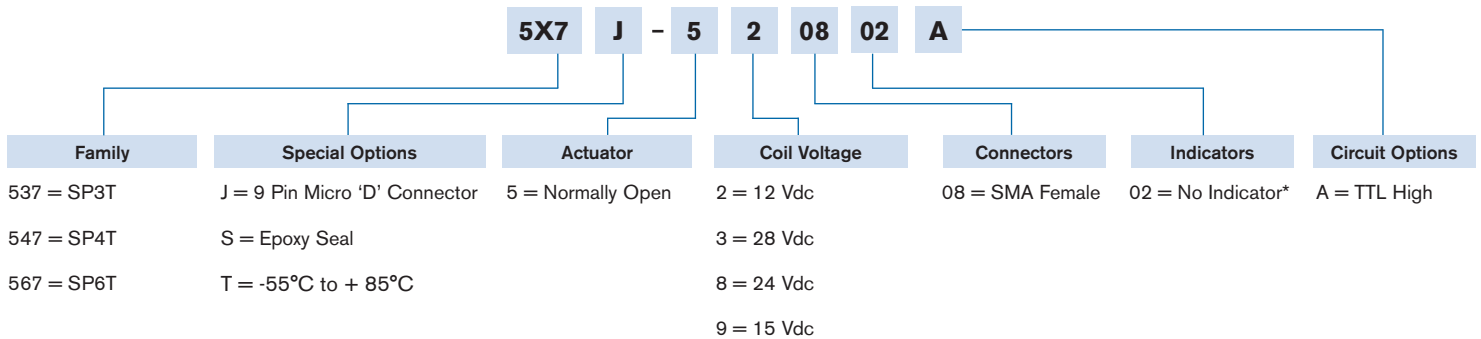 5X7 J – 5 2 08 02 A
Family Special Options Actuator Coil Voltage Connectors Indicators Circuit Options
537 = SP3T J = 9 Pin Micro ‘D’ Connector 5 = Normally Open 2 = 12 Vdc 08 = SMA Female 02 = No Indicator* A = TTL High
547 = SP4T S = Epoxy Seal 3 = 28 Vdc
567 = SP6T T = -55°C to + 85°C 8 = 24 Vdc
9 = 15 Vdc